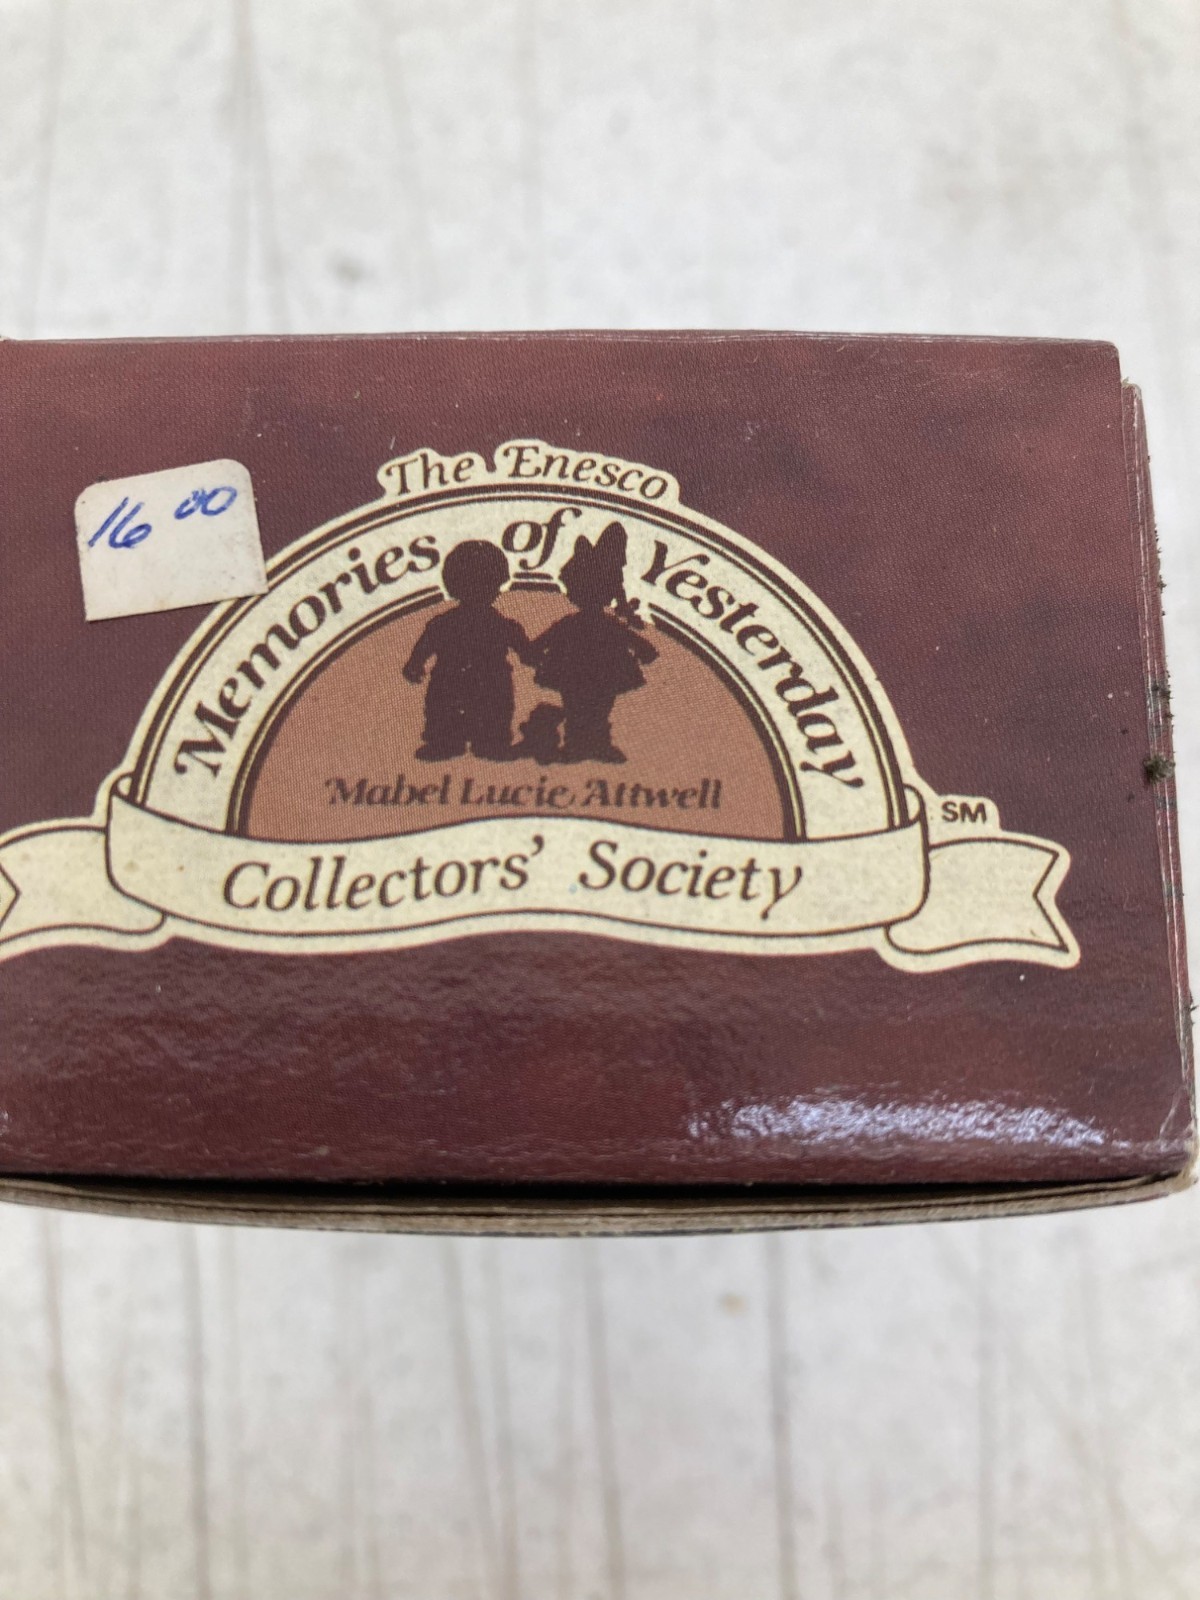 The Enesco
16 00
Memories of Yesterday
Mabel Lucie Attwell
SM
Collectors' Society